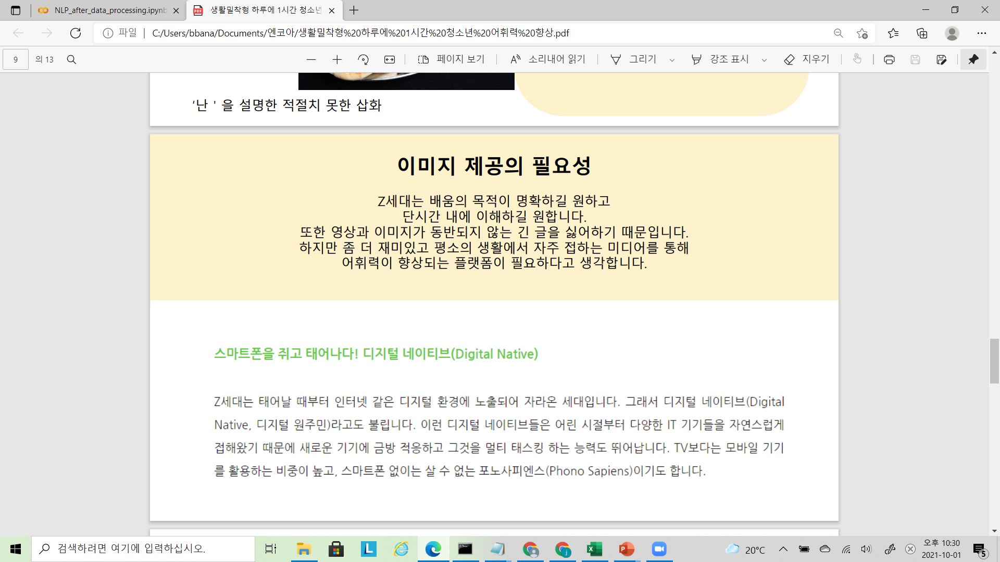 NLP_after_data_processing.ipynb
생활밀착형 하루에 1시간 청소년
파일
C:/Users/bbana/Documents/엔코아/생활밀착형%20하루에%201시간%20청소년%20어휘력%20향상.pdf
9 의 13
페이지 보기
소리내어 읽기
그리기
강조 표시
지우기
'난 ' 을 설명한 적절치 못한 삽화
이미지 제공의 필요성
Z세대는 배움의 목적이 명확하길 원하고
단시간 내에 이해하길 원합니다.
또한 영상과 이미지가 동반되지 않는 긴 글을 싫어하기 때문입니다.
하지만 좀 더 재미있고 평소의 생활에서 자주 접하는 미디어를 통해
어휘력이 향상되는 플랫폼이 필요하다고 생각합니다.
스마트폰을 쥐고 태어나다! 디지털 네이티브(Digital Native)
Z세대는 태어날 때부터 인터넷 같은 디지털 환경에 노출되어 자라온 세대입니다. 그래서 디지털 네이티브(Digital
Native, 디지털 원주민)라고도 불립니다. 이런 디지털 네이티브들은 어린 시절부터 다양한 IT 기기들을 자연스럽게
접해왔기 때문에 새로운 기기에 금방 적응하고 그것을 멀티 태스킹 하는 능력도 뛰어납니다. TV보다는 모바일 기기
를 활용하는 비중이 높고, 스마트폰 없이는 살 수 없는 포노사피엔스(Phono Sapiens)이기도 합니다.
검색하려면 여기에 입력하십시오.
20°C
오후 10:30
2021-10-01
5